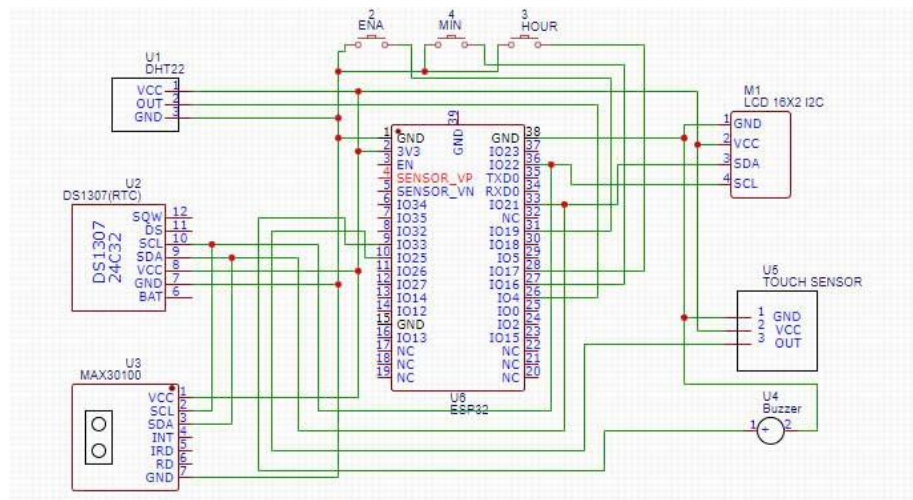 2
ENA
4
MIN
3
HOUR
U1
DHT22
VCC 1
OUT 2
GND 3
M1
LCD 16X2 I2C
1 GND
2 VCC
3 SDA
4 SCL
39
GND
1 GND
2 3V3
3 EN
4 SENSOR_VP
5 SENSOR_VN
6 IO34
7 IO35
8 IO32
9 IO33
10 IO25
11 IO26
12 IO27
13 IO14
14 IO12
15 GND
16 IO13
17 NC
18 NC
19 NC
GND 38
IO23 37
IO22 36
TXD0 35
RXD0 34
IO21 33
NC 32
IO19 31
IO18 30
IO5 29
IO17 28
IO16 27
IO4 26
IO0 25
IO2 24
IO15 23
NC 22
NC 21
NC 20
U6
ESP32
U2
DS1307(RTC)
DS1307
24C32
SQW 12
DS 11
SCL 10
SDA 9
VCC 8
GND 7
BAT 6
U5
TOUCH SENSOR
1 GND
2 VCC
3 OUT
U3
MAX30100
VCC 1
SCL 2
SDA 3
INT 4
IRD 5
RD 6
GND 7
U4
Buzzer
1 + 2